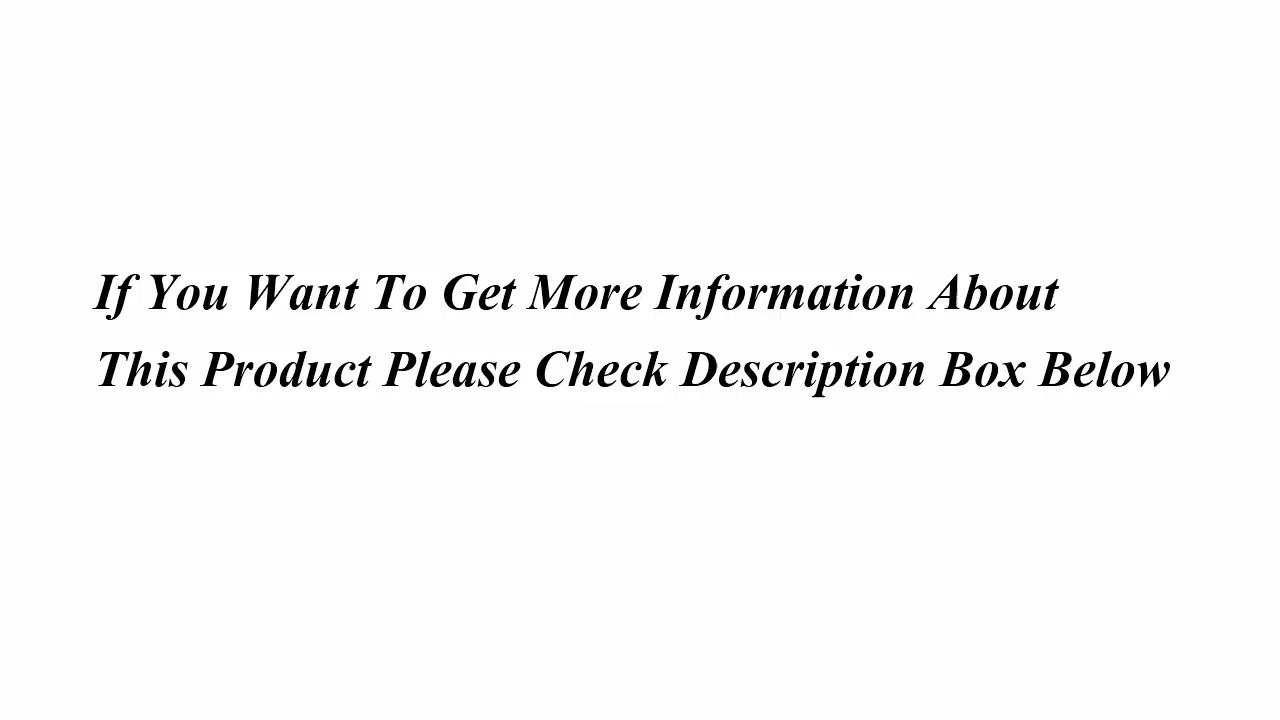 If You Want To Get More Information About
This Product Please Check Description Box Below